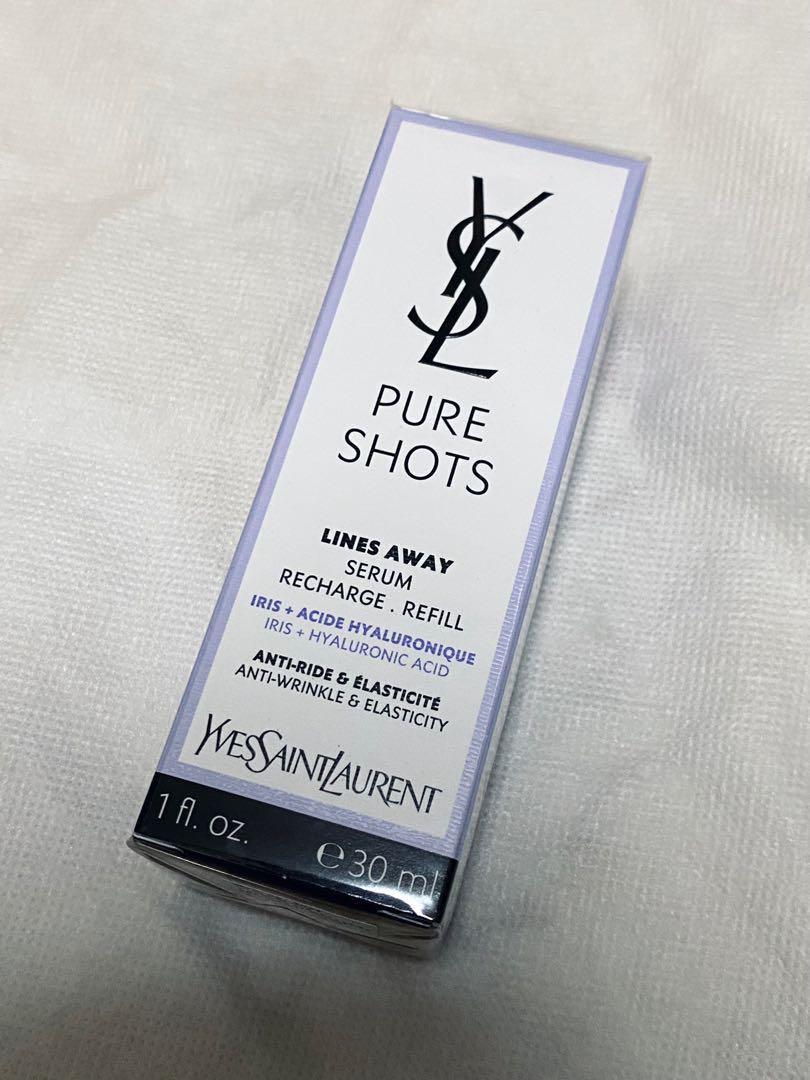 YSL
PURE
SHOTS
LINES AWAY
SERUM
RECHARGE . REFILL
IRIS + ACIDE HYALURONIQUE
IRIS + HYALURONIC ACID
ANTI-RIDE & ÉLASTICITÉ
ANTI-WRINKLE & ELASTICITY
YVESSAINTLAURENT
1 fl. oz. ℮30 ml